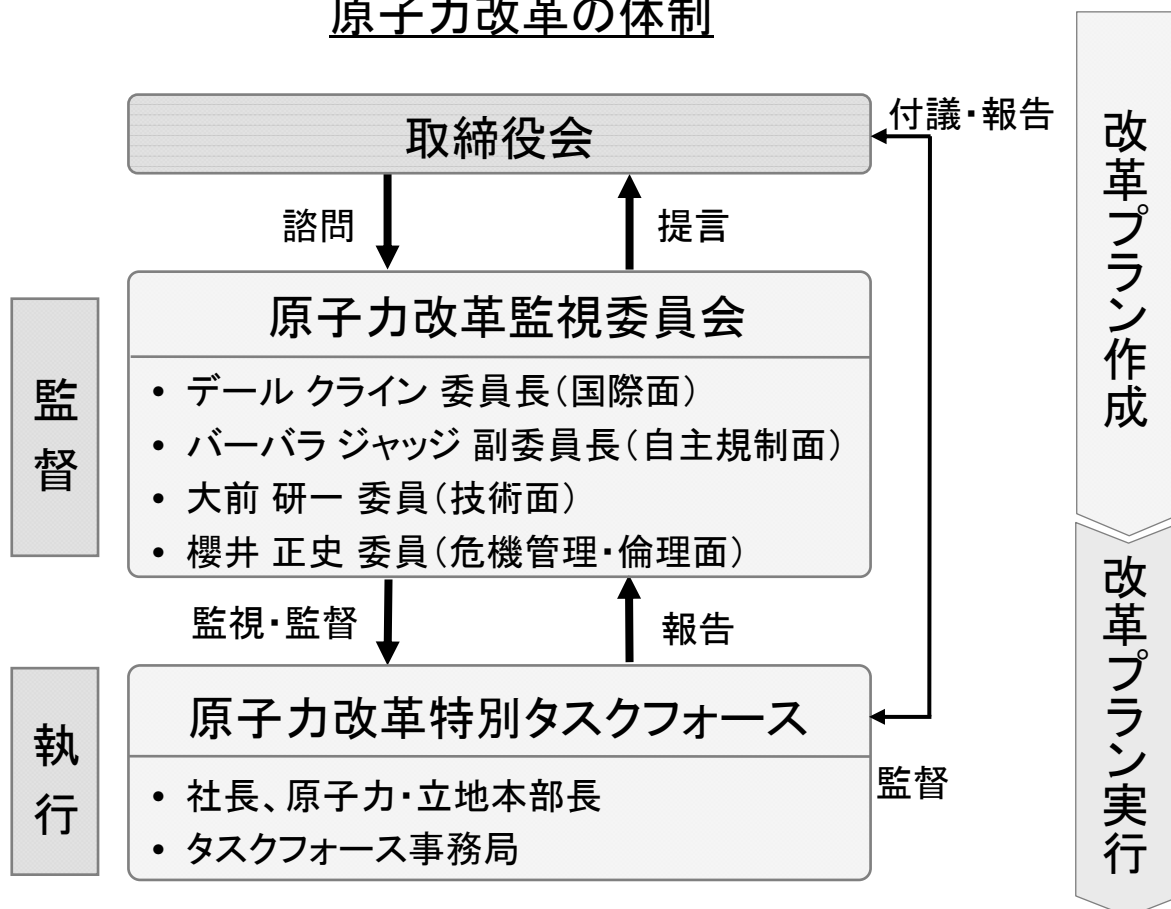 原子力改革の体制
取締役会
付議・報告
諮問
提言
監督
原子力改革監視委員会
• デール クライン 委員長（国際面）
• バーバラ ジャッジ 副委員長（自主規制面）
• 大前 研一 委員（技術面）
• 櫻井 正史 委員（危機管理・倫理面）
監視・監督
報告
執行
原子力改革特別タスクフォース
• 社長、原子力・立地本部長
• タスクフォース事務局
監督
改革プラン作成
改革プラン実行